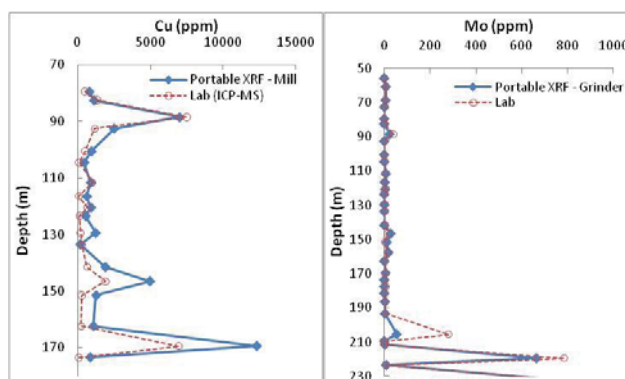 Cu (ppm)
0 5000 10000 15000
70
90
110
130
150
170
Depth (m)
Portable XRF - Mill
Lab (ICP-MS)
Mo (ppm)
0 200 400 600 800 1000
50
70
90
110
130
150
170
190
210
230
Depth (m)
Portable XRF - Grinder
Lab